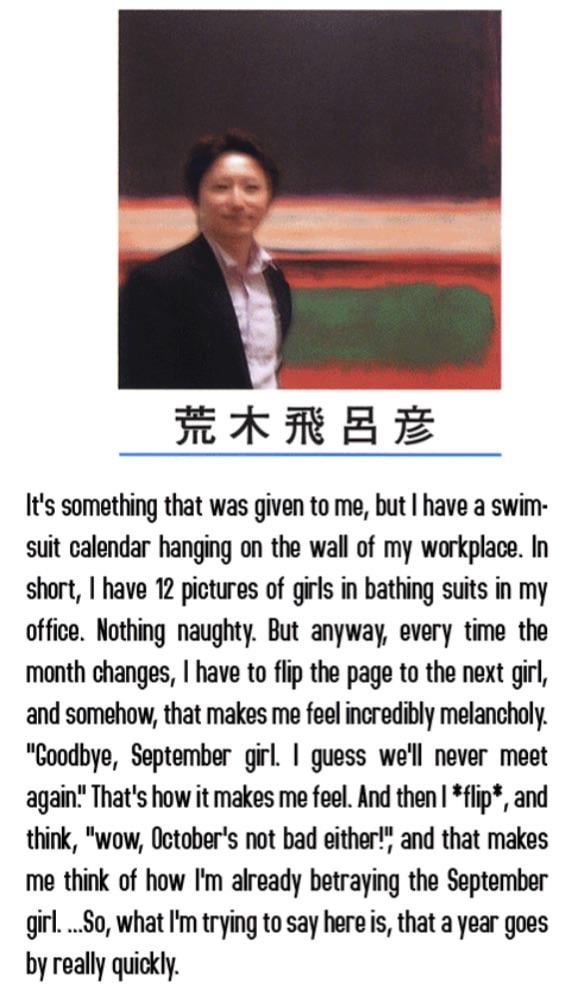 荒木飛呂彦
It's something that was given to me, but I have a swim-
suit calendar hanging on the wall of my workplace. In
short, I have 12 pictures of girls in bathing suits in my
office. Nothing naughty. But anyway, every time the
month changes, I have to flip the page to the next girl,
and somehow, that makes me feel incredibly melancholy.
"Goodbye, September girl. I guess we'll never meet
again." That's how it makes me feel. And then I *flip*, and
think, "wow, October's not bad either!", and that makes
me think of how I'm already betraying the September
girl. ...So, what I'm trying to say here is, that a year goes
by really quickly.